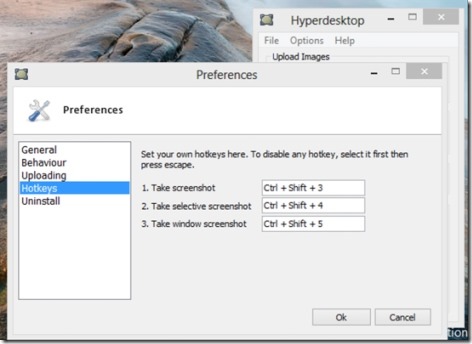 Hyperdesktop
File Options Help
Upload Images
Preferences
Preferences
General
Behaviour
Uploading
Hotkeys
Uninstall
Set your own hotkeys here. To disable any hotkey, select it first then
press escape.
1. Take screenshot Ctrl + Shift + 3
2. Take selective screenshot Ctrl + Shift + 4
3. Take window screenshot Ctrl + Shift + 5
Ok Cancel